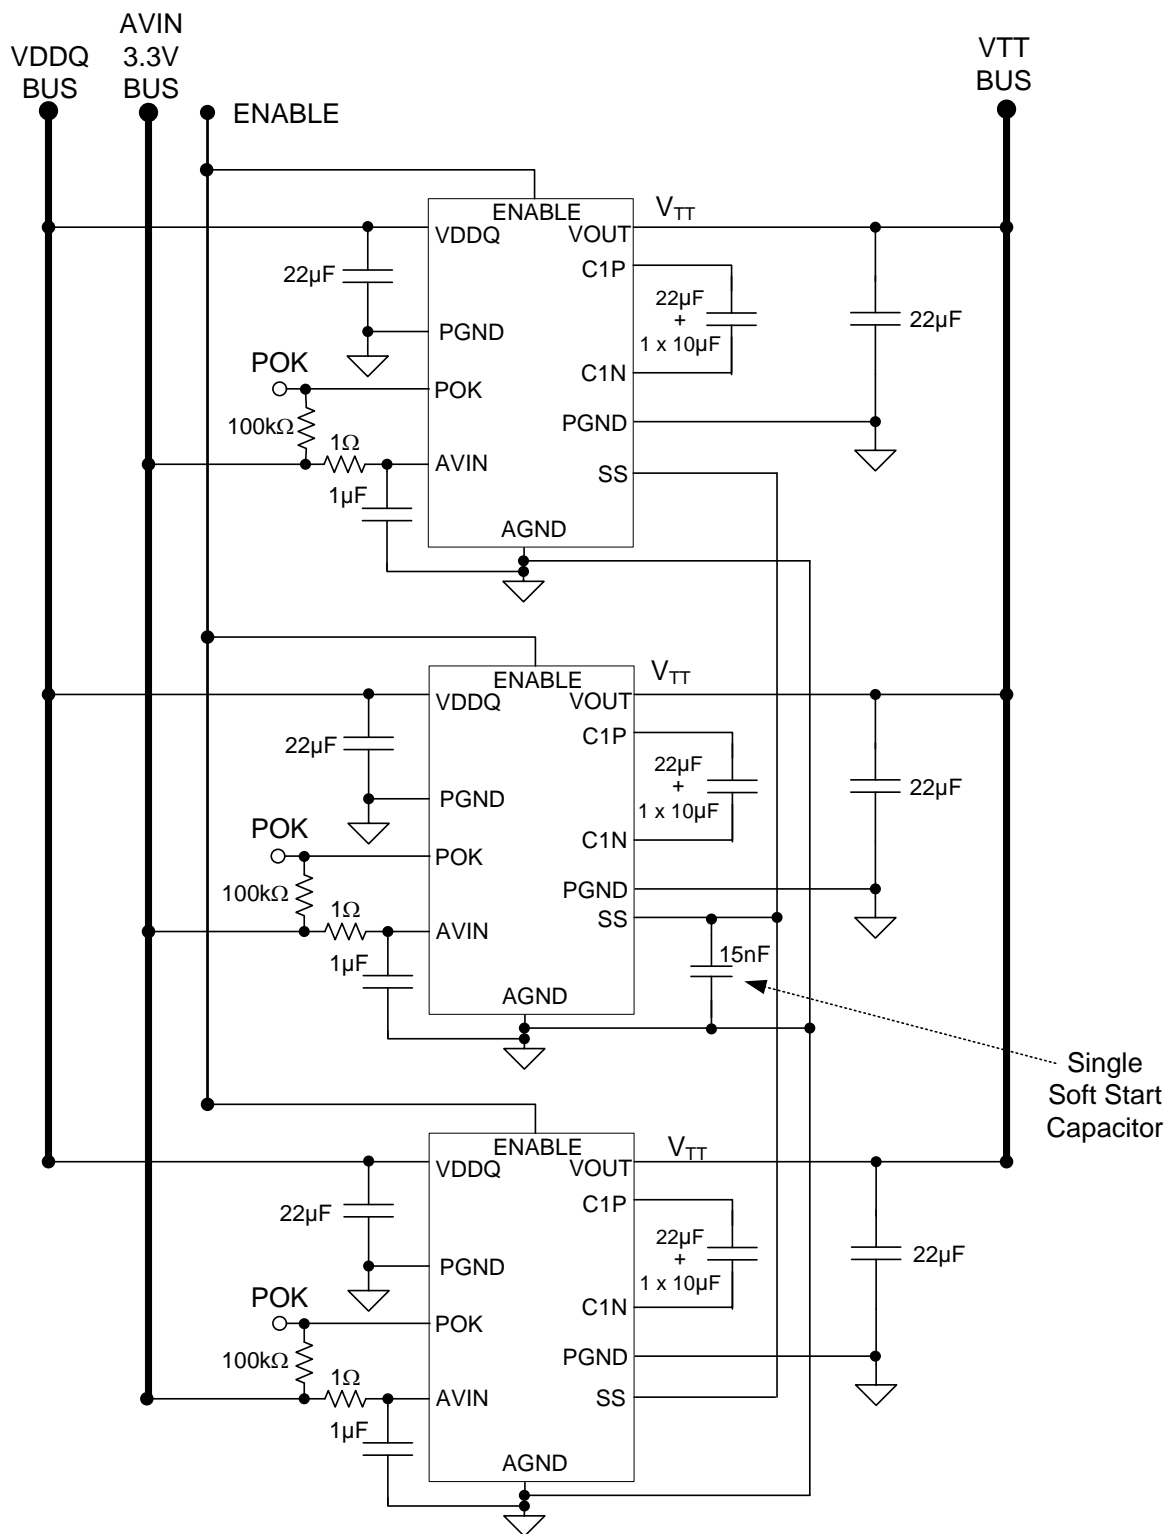 VDDQ
BUS
AVIN
3.3V
BUS
ENABLE
VTT
BUS
ENABLE
VDDQ
VOUT
VTT
C1P
22µF
22µF
+
1 x 10µF
22µF
PGND
C1N
POK
POK
PGND
100kΩ
1Ω
AVIN
SS
1µF
AGND
ENABLE
VDDQ
VOUT
VTT
C1P
22µF
22µF
+
1 x 10µF
22µF
PGND
C1N
POK
POK
PGND
100kΩ
1Ω
AVIN
SS
1µF
15nF
AGND
Single
Soft Start
Capacitor
ENABLE
VDDQ
VOUT
VTT
C1P
22µF
22µF
+
1 x 10µF
22µF
PGND
C1N
POK
POK
PGND
100kΩ
1Ω
AVIN
SS
1µF
AGND